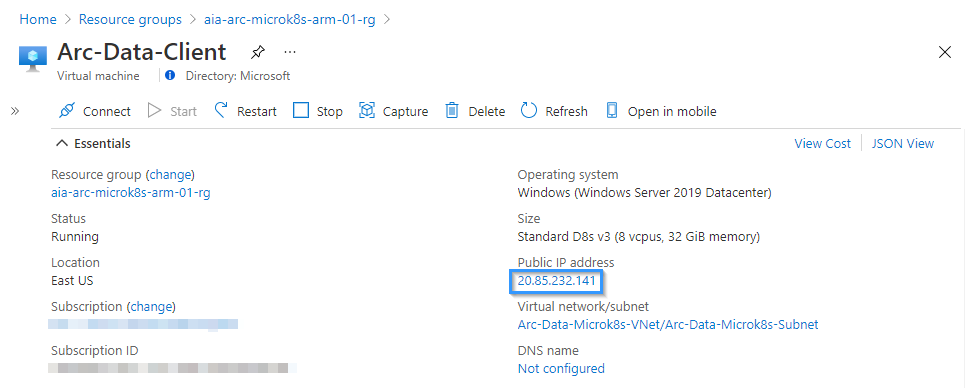 Home > Resource groups > aia-arc-microk8s-arm-01-rg >
Arc-Data-Client
Virtual machine | Directory: Microsoft
Connect Start Restart Stop Capture Delete Refresh Open in mobile
Essentials
View Cost | JSON View
Resource group (change)
aia-arc-microk8s-arm-01-rg
Status
Running
Location
East US
Subscription (change)
Subscription ID
Operating system
Windows (Windows Server 2019 Datacenter)
Size
Standard D8s v3 (8 vcpus, 32 GiB memory)
Public IP address
20.85.232.141
Virtual network/subnet
Arc-Data-Microk8s-VNet/Arc-Data-Microk8s-Subnet
DNS name
Not configured